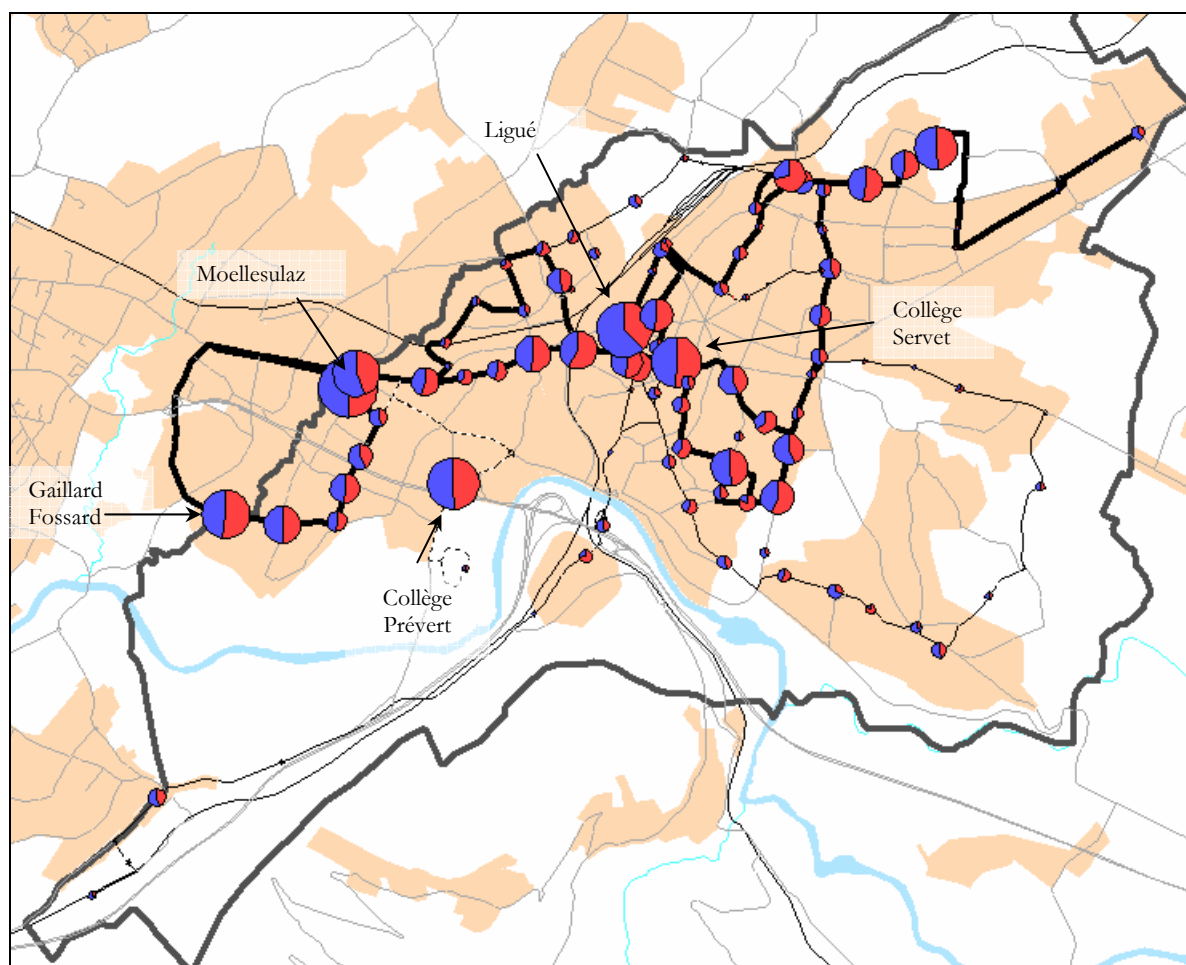 Ligué
Moellesulaz
Collège
Servet
Gaillard
Fossard
Collège
Prévert